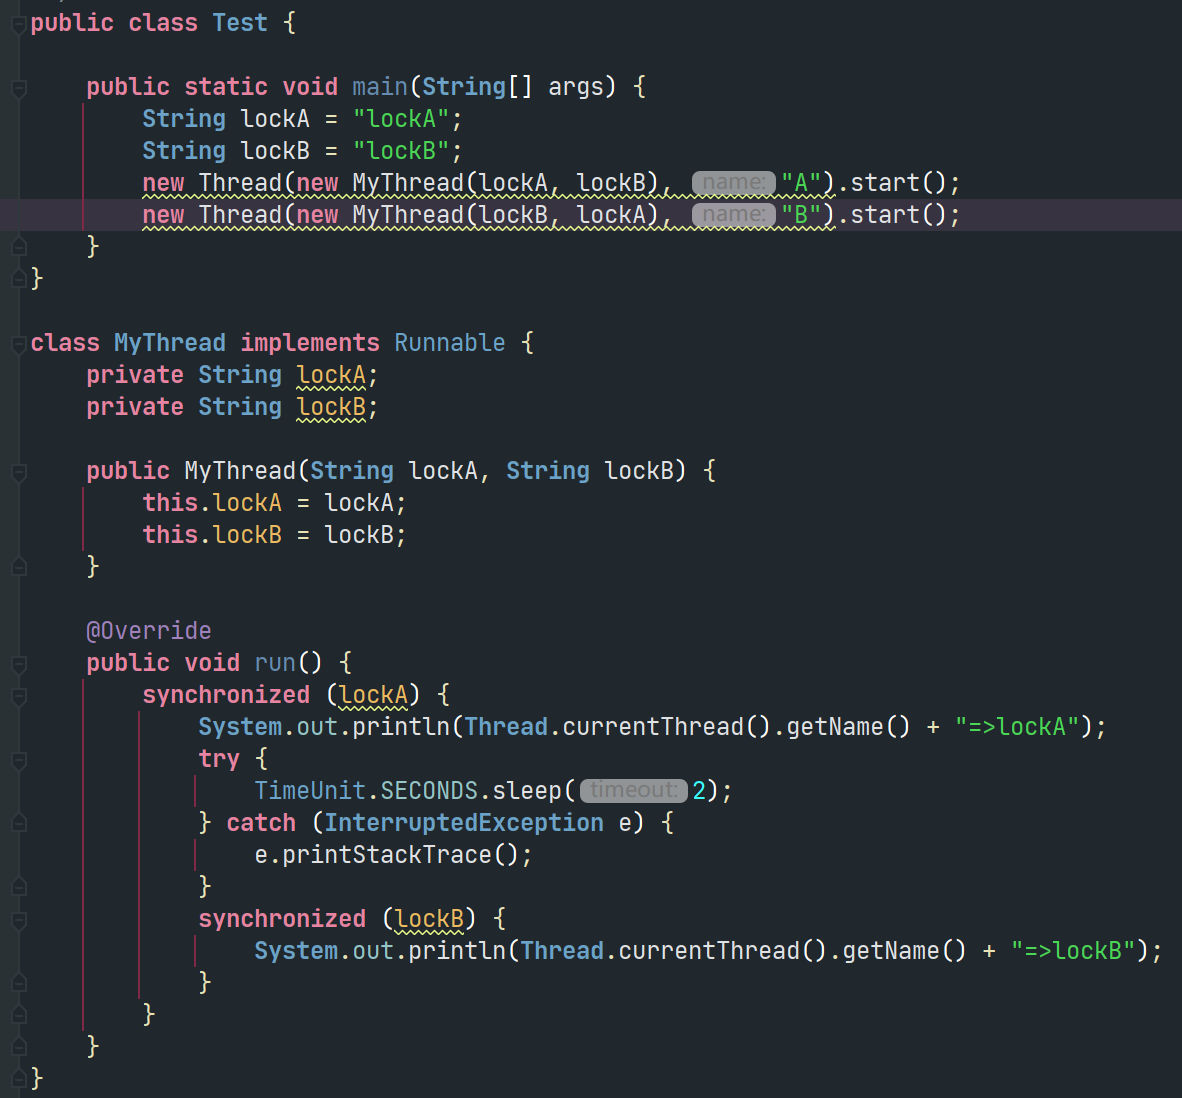 public class Test {
public static void main(String[] args) {
String lockA = "lockA";
String lockB = "lockB";
new Thread(new MyThread(lockA, lockB), name: "A").start();
new Thread(new MyThread(lockB, lockA), name: "B").start();
}
}
class MyThread implements Runnable {
private String lockA;
private String lockB;
public MyThread(String lockA, String lockB) {
this.lockA = lockA;
this.lockB = lockB;
}
@Override
public void run() {
synchronized (lockA) {
System.out.println(Thread.currentThread().getName() + "=>lockA");
try {
TimeUnit.SECONDS.sleep( timeout: 2);
} catch (InterruptedException e) {
e.printStackTrace();
}
synchronized (lockB) {
System.out.println(Thread.currentThread().getName() + "=>lockB");
}
}
}
}